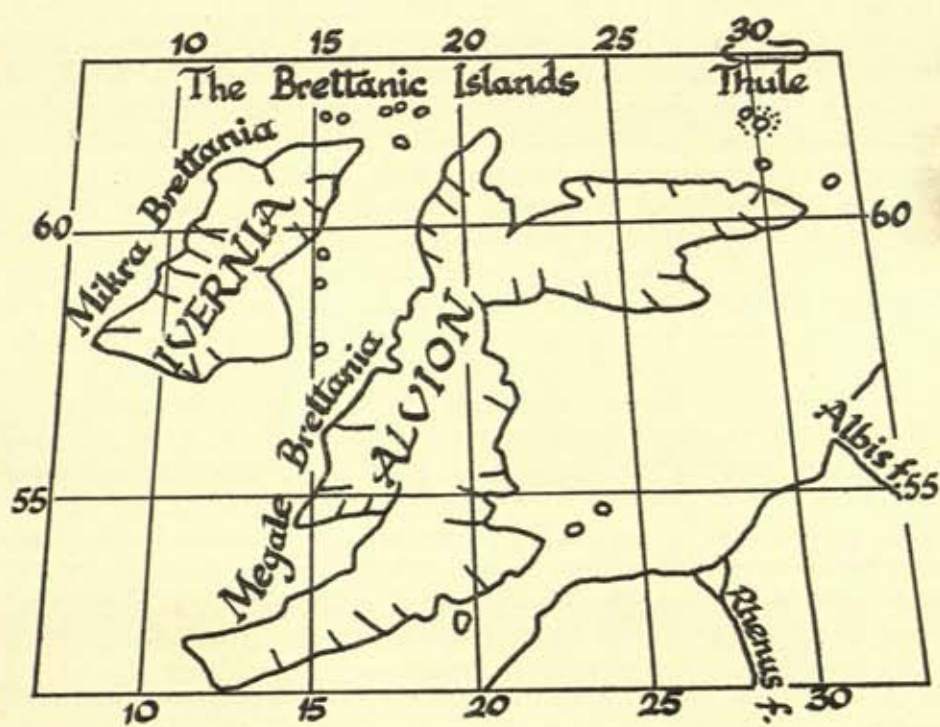 10 15 20 25 30
The Brettanic Islands
Thule
Mikra Brettania
IVERNIA
60 60
Megale Brettania
ALVION
Albis f.
55 55
Rhenus f.
10 15 20 25 30